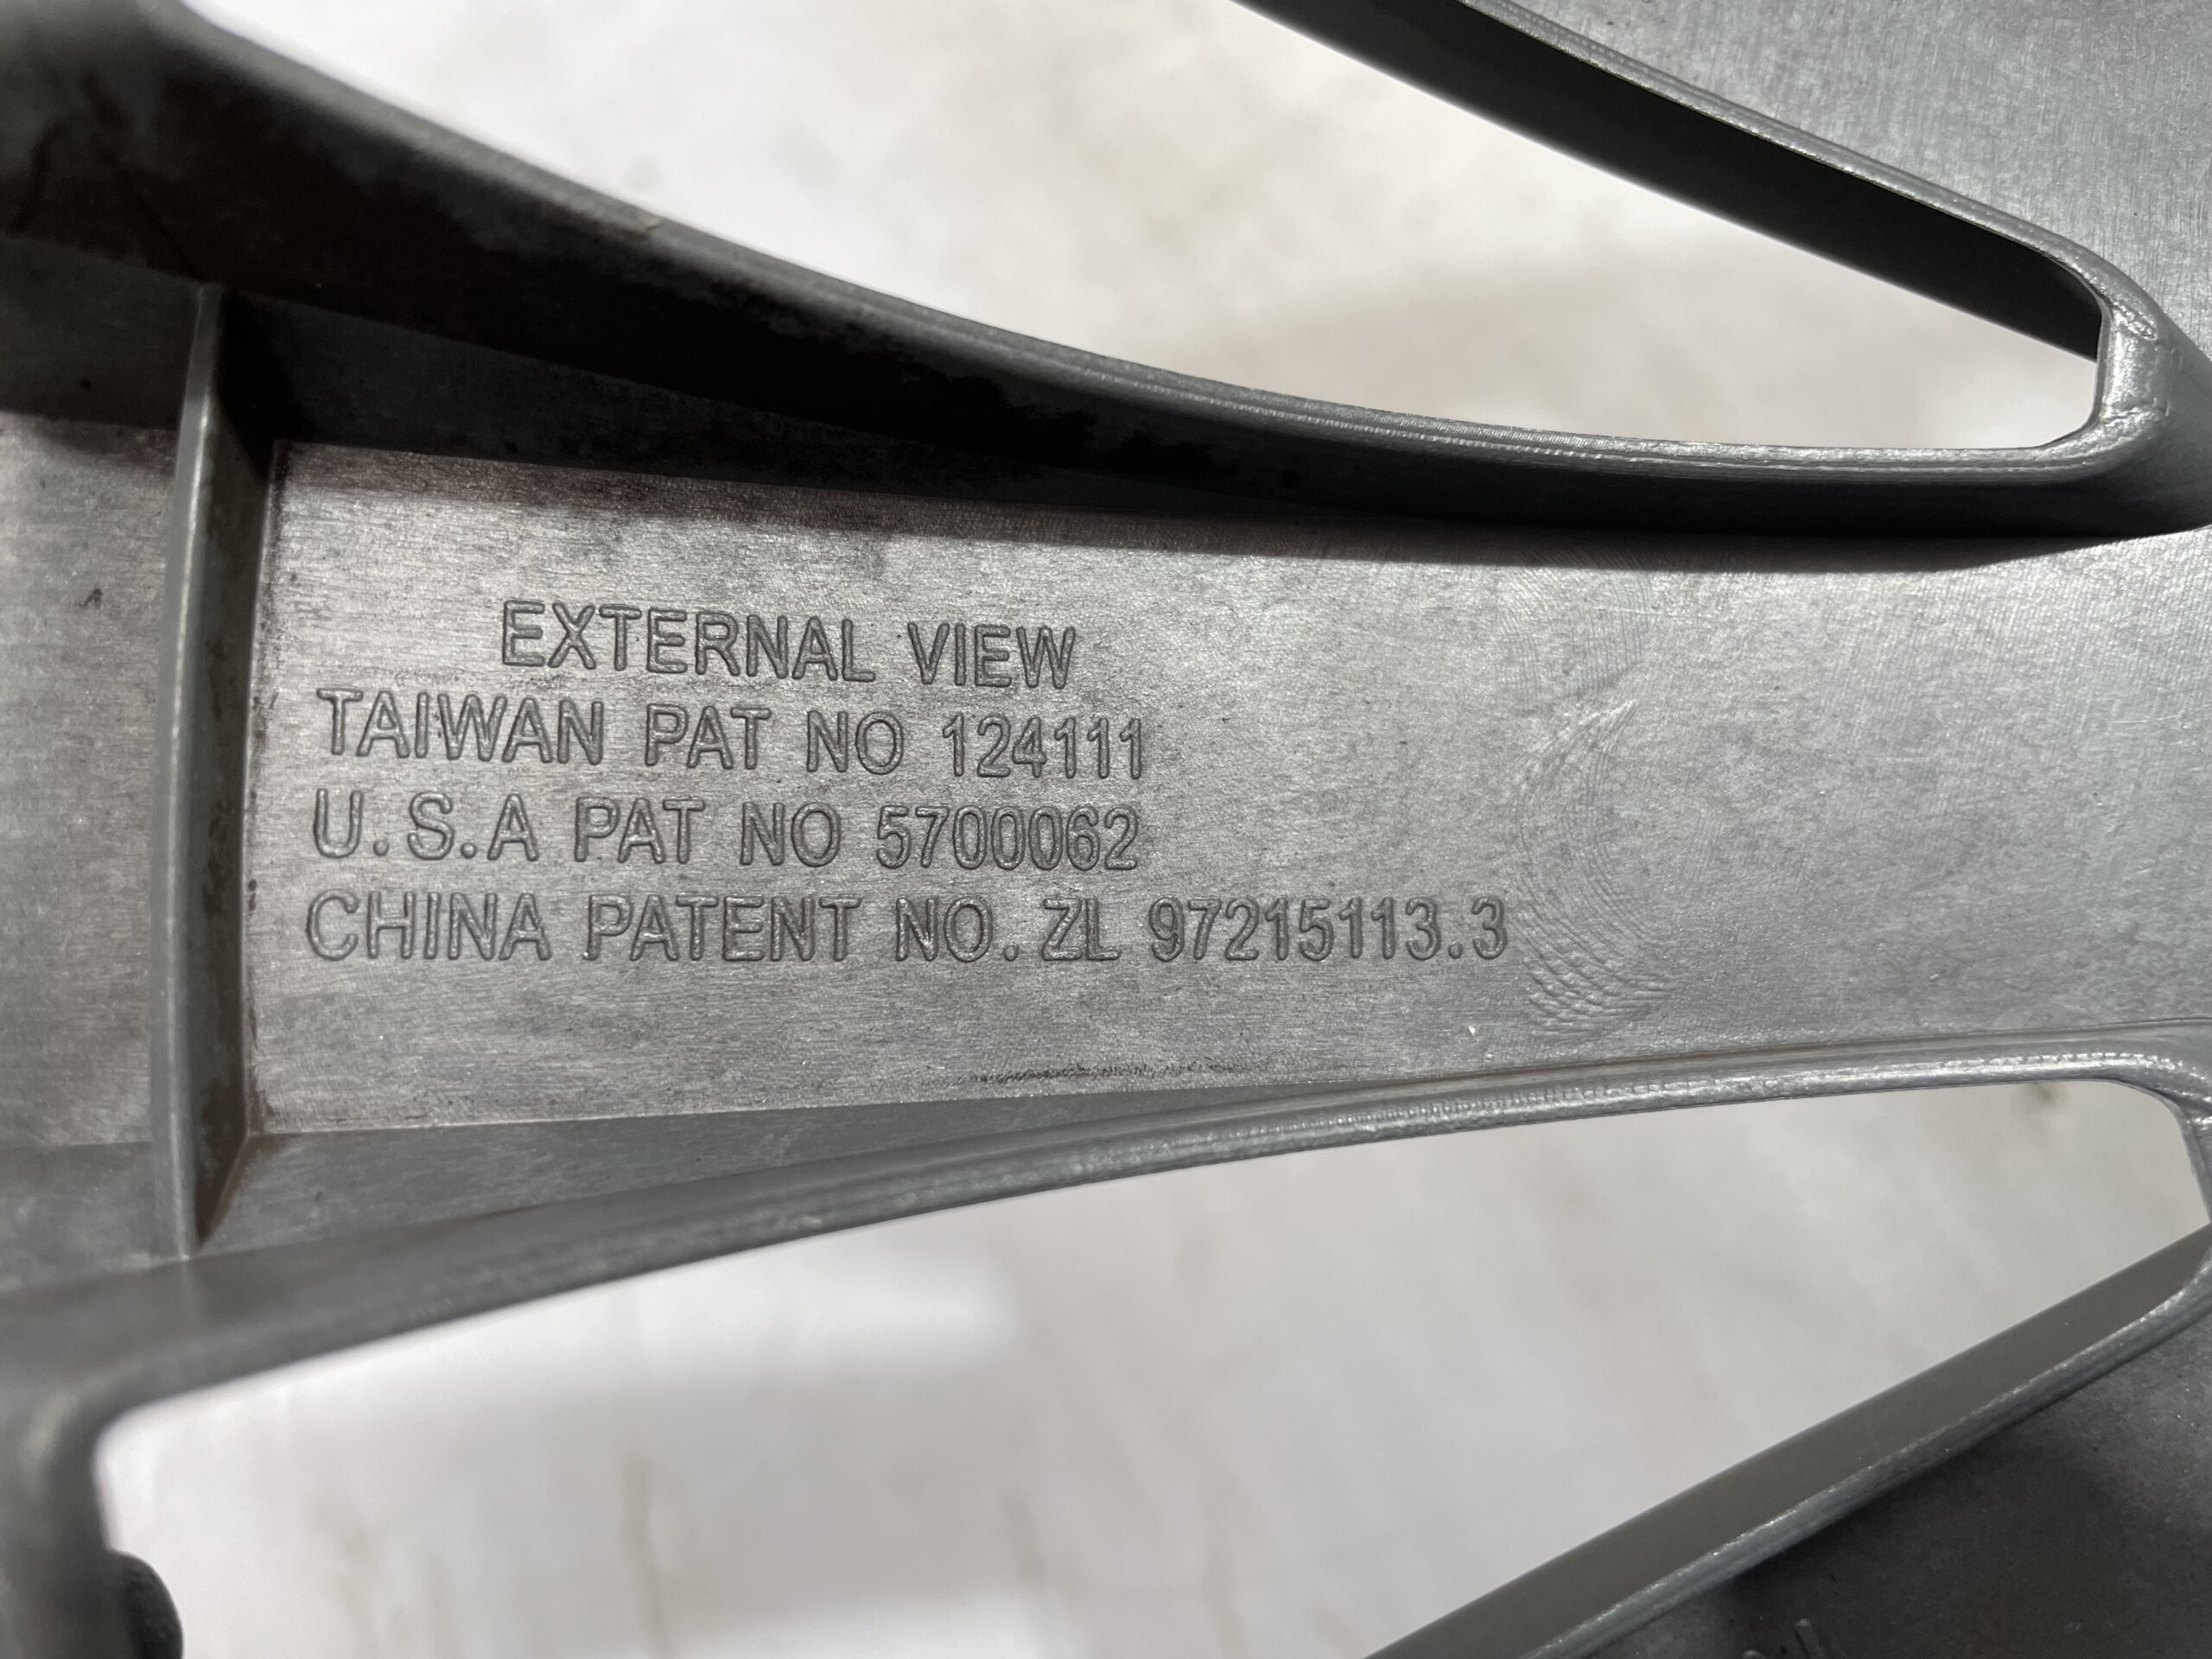 EXTERNAL VIEW
TAIWAN PAT NO 124111
U.S.A PAT NO 5700062
CHINA PATENT NO. ZL 97215113.3